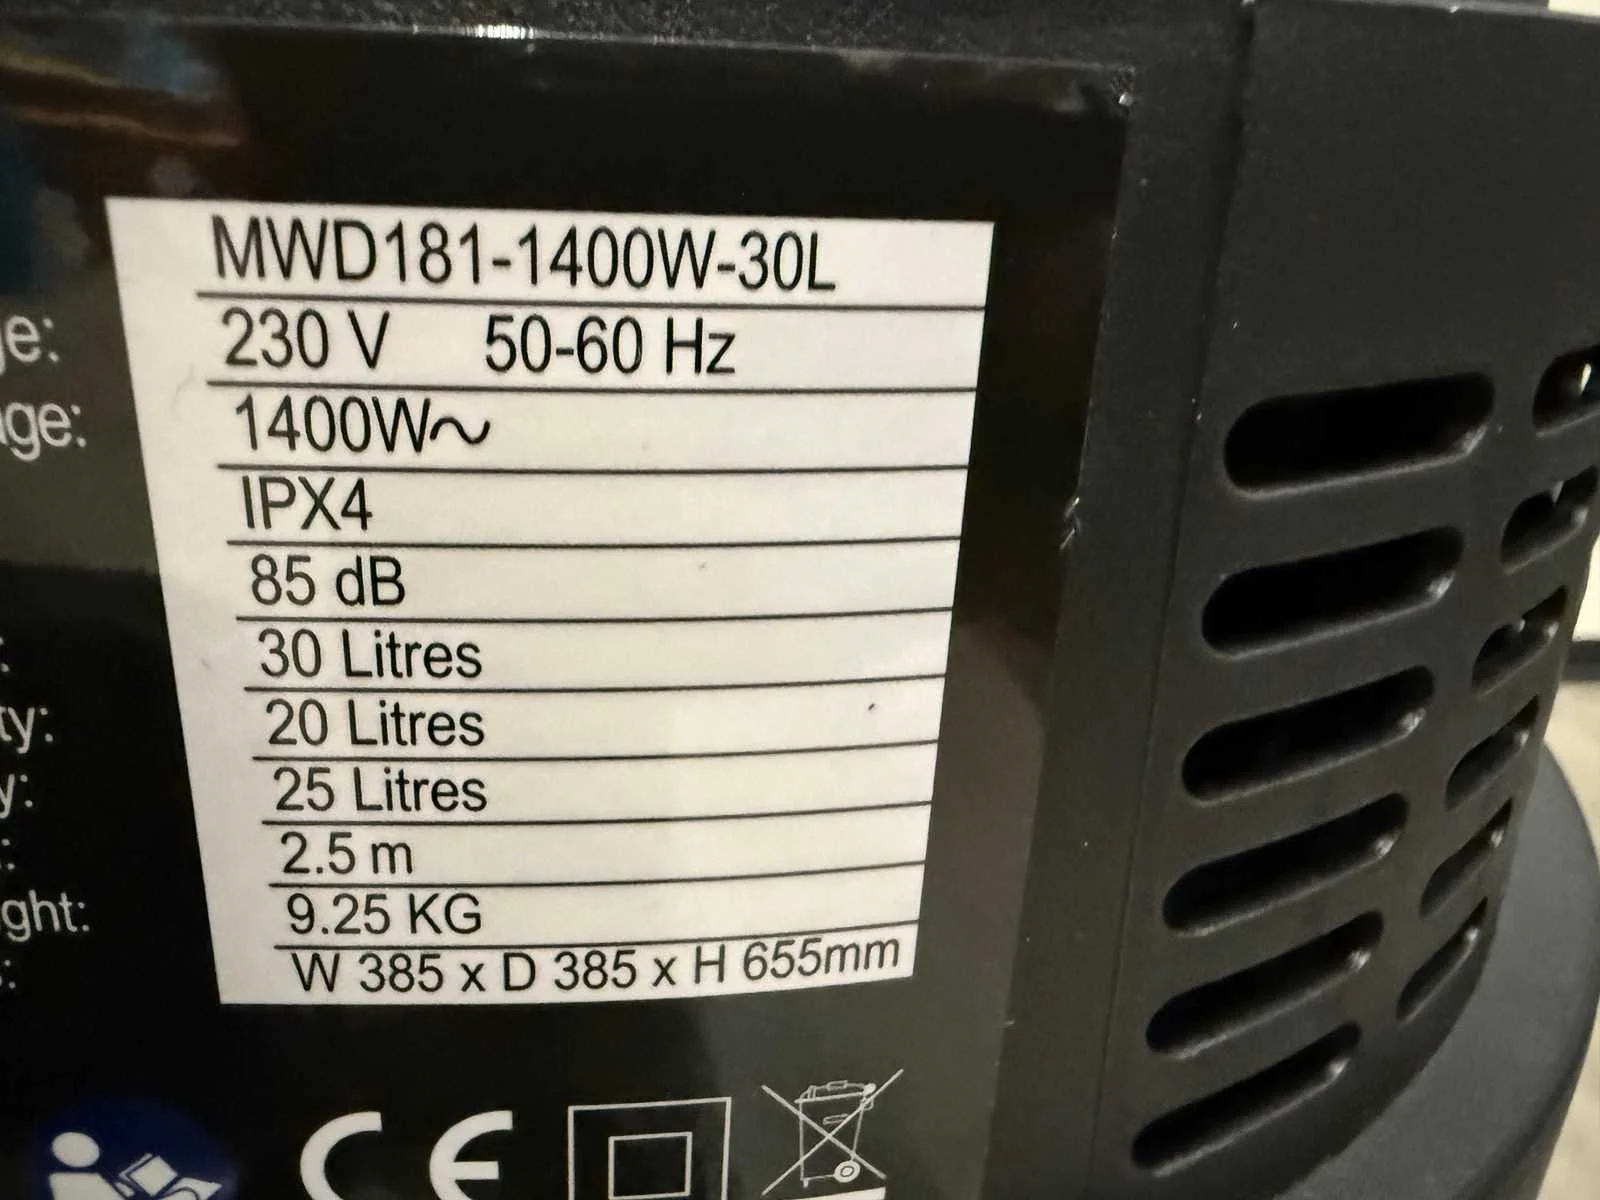 MWD181-1400W-30L
e: 230 V 50-60 Hz
ge: 1400W~
IPX4
85 dB
: 30 Litres
ty: 20 Litres
y: 25 Litres
: 2.5 m
ght: 9.25 KG
: W 385 x D 385 x H 655mm
CE